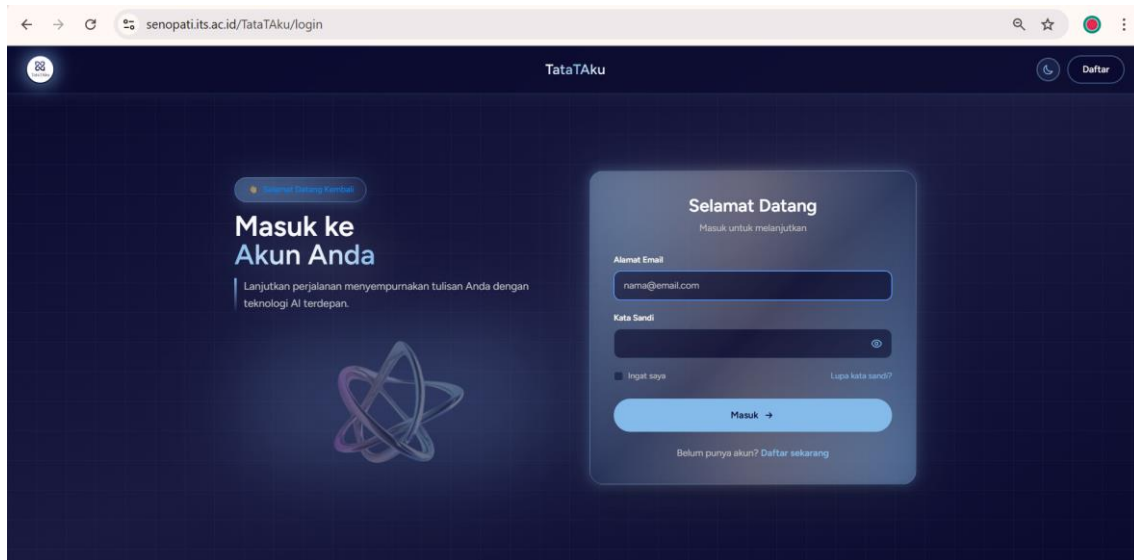 senopati.its.ac.id/TataTAku/login
TataTAku
Daftar
Selamat Datang Kembali
Masuk ke
Akun Anda
Lanjutkan perjalanan menyempurnakan tulisan Anda dengan
teknologi AI terdepan.
Selamat Datang
Masuk untuk melanjutkan
Alamat Email
nama@email.com
Kata Sandi
Ingat saya
Lupa kata sandi?
Masuk →
Belum punya akun? Daftar sekarang